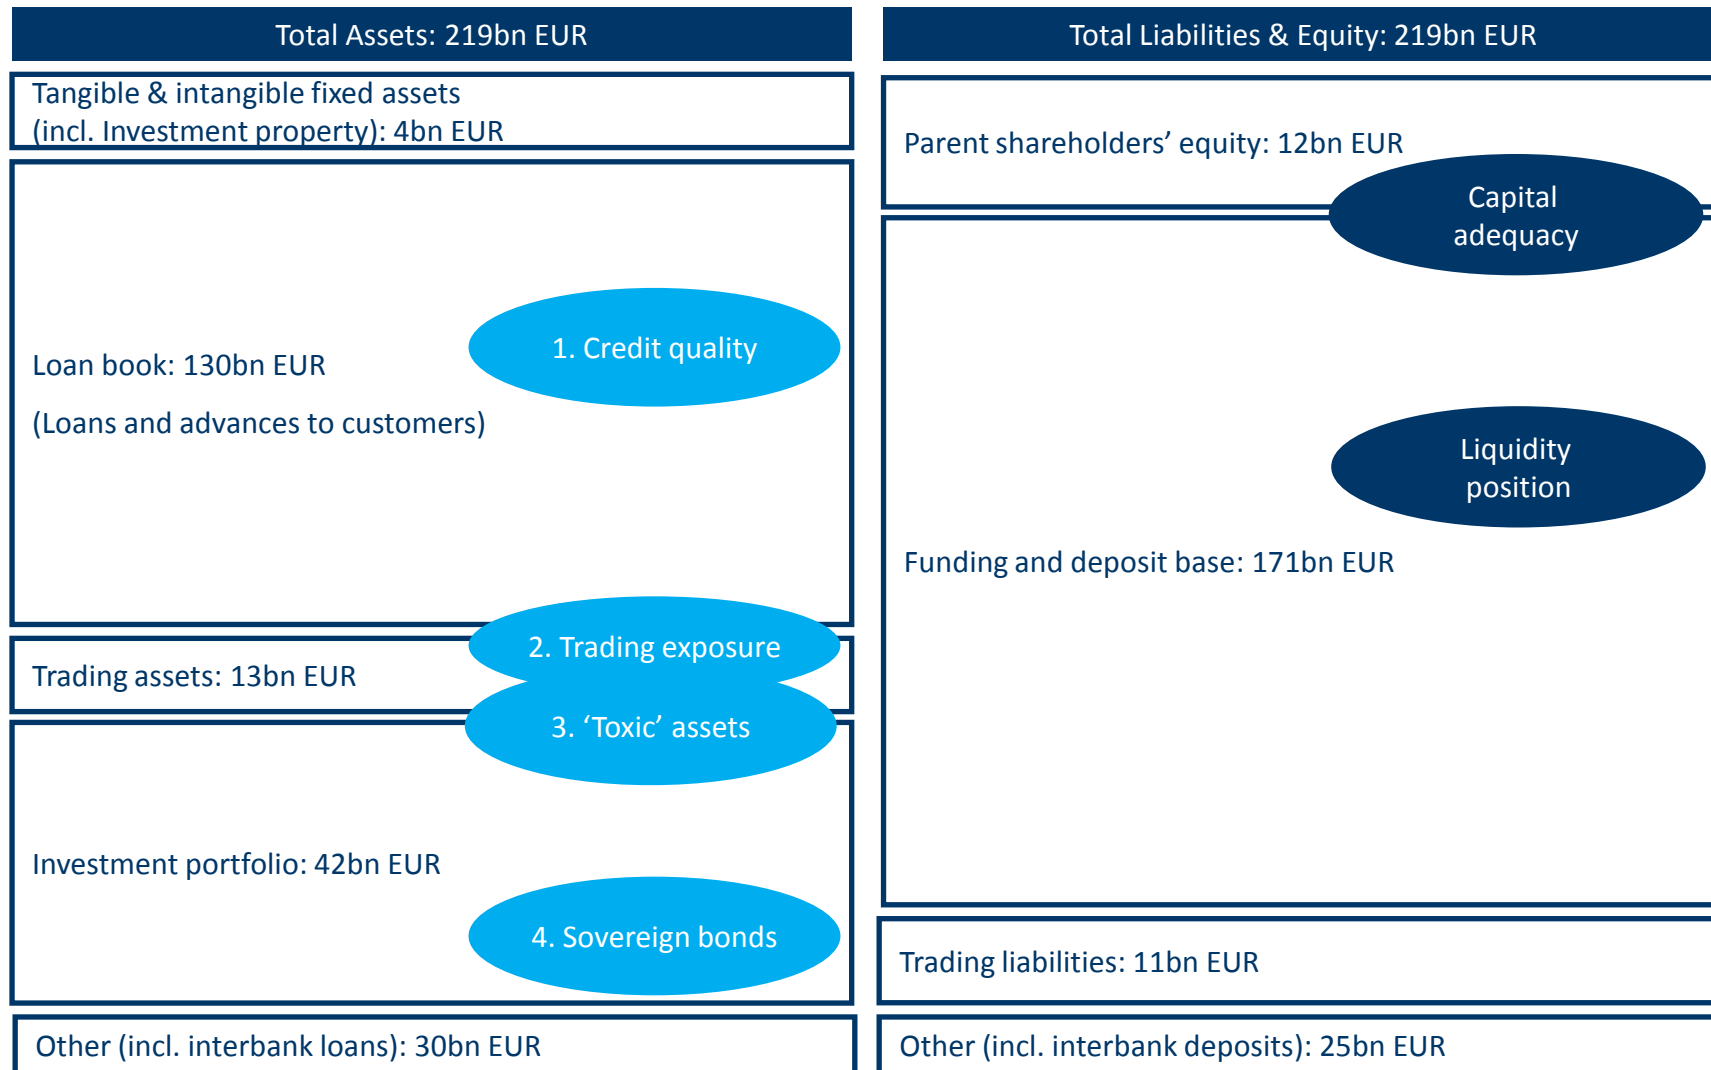 Total Assets: 219bn EUR
Tangible & intangible fixed assets
(incl. Investment property): 4bn EUR
Loan book: 130bn EUR
(Loans and advances to customers)
1. Credit quality
2. Trading exposure
Trading assets: 13bn EUR
3. ‘Toxic’ assets
Investment portfolio: 42bn EUR
4. Sovereign bonds
Other (incl. interbank loans): 30bn EUR
Total Liabilities & Equity: 219bn EUR
Parent shareholders’ equity: 12bn EUR
Capital
adequacy
Liquidity
position
Funding and deposit base: 171bn EUR
Trading liabilities: 11bn EUR
Other (incl. interbank deposits): 25bn EUR